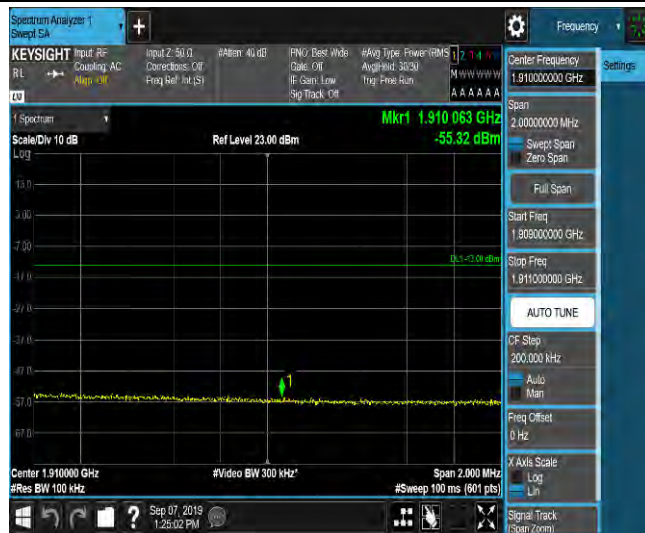 Spectrum Analyzer 1
Swept SA
Frequency
KEYSIGHT
RL
Input: RF
Coupling: AC
Align: Off
Input Z: 50 Ω
Corrections: Off
Freq Ref: Int (S)
#Atten: 40 dB
PNO: Best Wide
Gate: Off
IF Gain: Low
Sig Track: Off
#Avg Type: Power (RMS
Avg|Hold: 30/30
Trig: Free Run
M W W W W W
A A A A A A
1 Spectrum
Scale/Div 10 dB
Log
Ref Level 23.00 dBm
Mkr1 1.910 063 GHz
-55.32 dBm
13.0
3.00
-7.00
-17.0
-27.0
-37.0
-47.0
-57.0
-67.0
DL1 -13.00 dBm
1
Center 1.910000 GHz
#Video BW 300 kHz*
Span 2.000 MHz
#Res BW 100 kHz
#Sweep 100 ms (601 pts)
Sep 07, 2019
1:25:02 PM
?
Center Frequency
1.910000000 GHz
Settings
Span
2.00000000 MHz
Swept Span
Zero Span
Full Span
Start Freq
1.909000000 GHz
Stop Freq
1.911000000 GHz
AUTO TUNE
CF Step
200.000 kHz
Auto
Man
Freq Offset
0 Hz
X Axis Scale
Log
Lin
Signal Track
(Span Zoom)